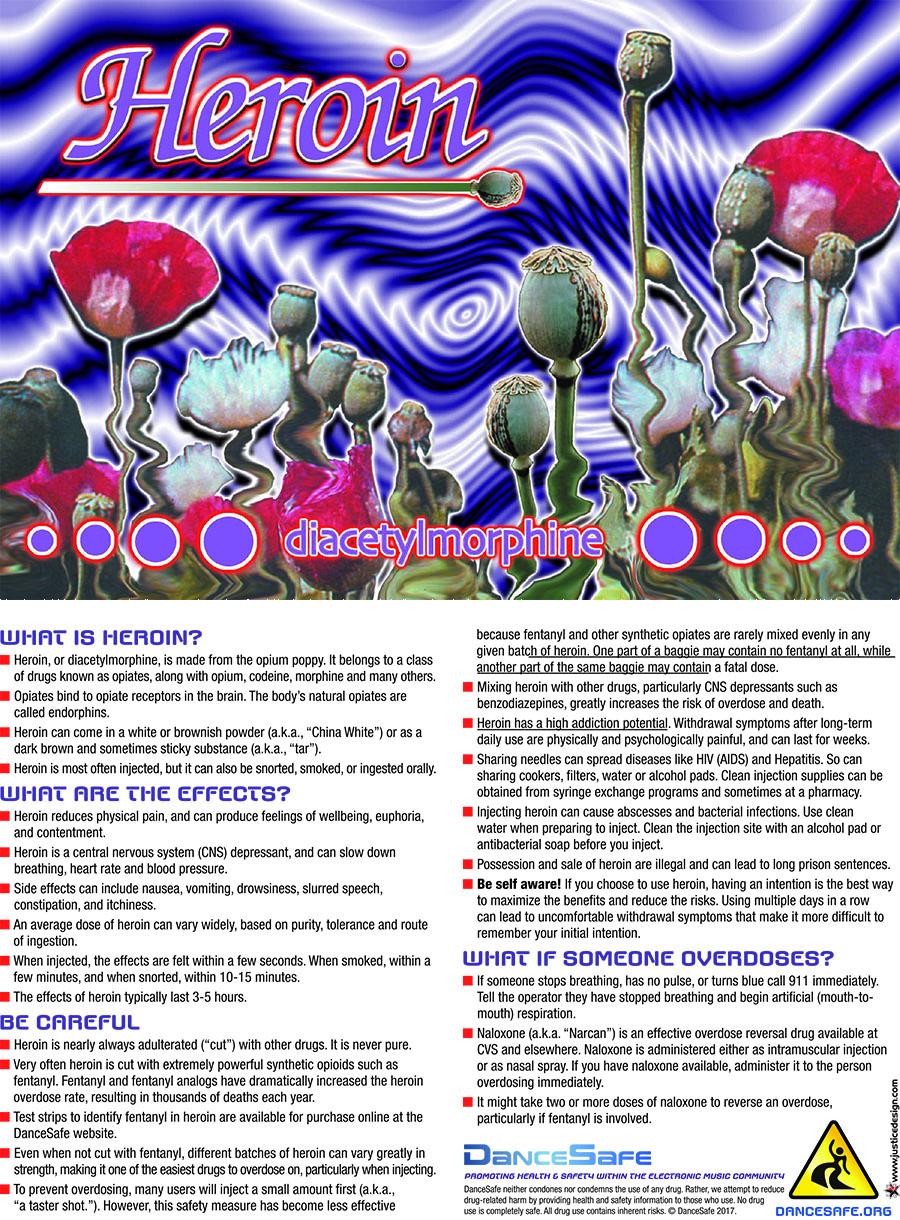 Heroin
diacetylmorphine
WHAT IS HEROIN?
Heroin, or diacetylmorphine, is made from the opium poppy. It belongs to a class
of drugs known as opiates, along with opium, codeine, morphine and many others.
Opiates bind to opiate receptors in the brain. The body's natural opiates are
called endorphins.
Heroin can come in a white or brownish powder (a.k.a., “China White”) or as a
dark brown and sometimes sticky substance (a.k.a., “tar”).
Heroin is most often injected, but it can also be snorted, smoked, or ingested orally.
WHAT ARE THE EFFECTS?
Heroin reduces physical pain, and can produce feelings of wellbeing, euphoria,
and contentment.
Heroin is a central nervous system (CNS) depressant, and can slow down
breathing, heart rate and blood pressure.
Side effects can include nausea, vomiting, drowsiness, slurred speech,
constipation, and itchiness.
An average dose of heroin can vary widely, based on purity, tolerance and route
of ingestion.
When injected, the effects are felt within a few seconds. When smoked, within a
few minutes, and when snorted, within 10-15 minutes.
The effects of heroin typically last 3-5 hours.
BE CAREFUL
Heroin is nearly always adulterated (“cut”) with other drugs. It is never pure.
Very often heroin is cut with extremely powerful synthetic opioids such as
fentanyl. Fentanyl and fentanyl analogs have dramatically increased the heroin
overdose rate, resulting in thousands of deaths each year.
Test strips to identify fentanyl in heroin are available for purchase online at the
DanceSafe website.
Even when not cut with fentanyl, different batches of heroin can vary greatly in
strength, making it one of the easiest drugs to overdose on, particularly when injecting.
To prevent overdosing, many users will inject a small amount first (a.k.a.,
“a taster shot.”). However, this safety measure has become less effective
because fentanyl and other synthetic opiates are rarely mixed evenly in any
given batch of heroin. One part of a baggie may contain no fentanyl at all, while
another part of the same baggie may contain a fatal dose.
Mixing heroin with other drugs, particularly CNS depressants such as
benzodiazepines, greatly increases the risk of overdose and death.
Heroin has a high addiction potential. Withdrawal symptoms after long-term
daily use are physically and psychologically painful, and can last for weeks.
Sharing needles can spread diseases like HIV (AIDS) and Hepatitis. So can
sharing cookers, filters, water or alcohol pads. Clean injection supplies can be
obtained from syringe exchange programs and sometimes at a pharmacy.
Injecting heroin can cause abscesses and bacterial infections. Use clean
water when preparing to inject. Clean the injection site with an alcohol pad or
antibacterial soap before you inject.
Possession and sale of heroin are illegal and can lead to long prison sentences.
Be self aware! If you choose to use heroin, having an intention is the best way
to maximize the benefits and reduce the risks. Using multiple days in a row
can lead to uncomfortable withdrawal symptoms that make it more difficult to
remember your initial intention.
WHAT IF SOMEONE OVERDOSES?
If someone stops breathing, has no pulse, or turns blue call 911 immediately.
Tell the operator they have stopped breathing and begin artificial (mouth-to-
mouth) respiration.
Naloxone (a.k.a. “Narcan”) is an effective overdose reversal drug available at
CVS and elsewhere. Naloxone is administered either as intramuscular injection
or as nasal spray. If you have naloxone available, administer it to the person
overdosing immediately.
It might take two or more doses of naloxone to reverse an overdose,
particularly if fentanyl is involved.
DANCESAFE
PROMOTING HEALTH & SAFETY WITHIN THE ELECTRONIC MUSIC COMMUNITY
DanceSafe neither condones nor condemns the use of any drug. Rather, we attempt to reduce
drug-related harm by providing health and safety information to those who use. No drug
use is completely safe. All drug use contains inherent risks. © DanceSafe 2017.
DANCESAFE.ORG
www.justicedesign.com